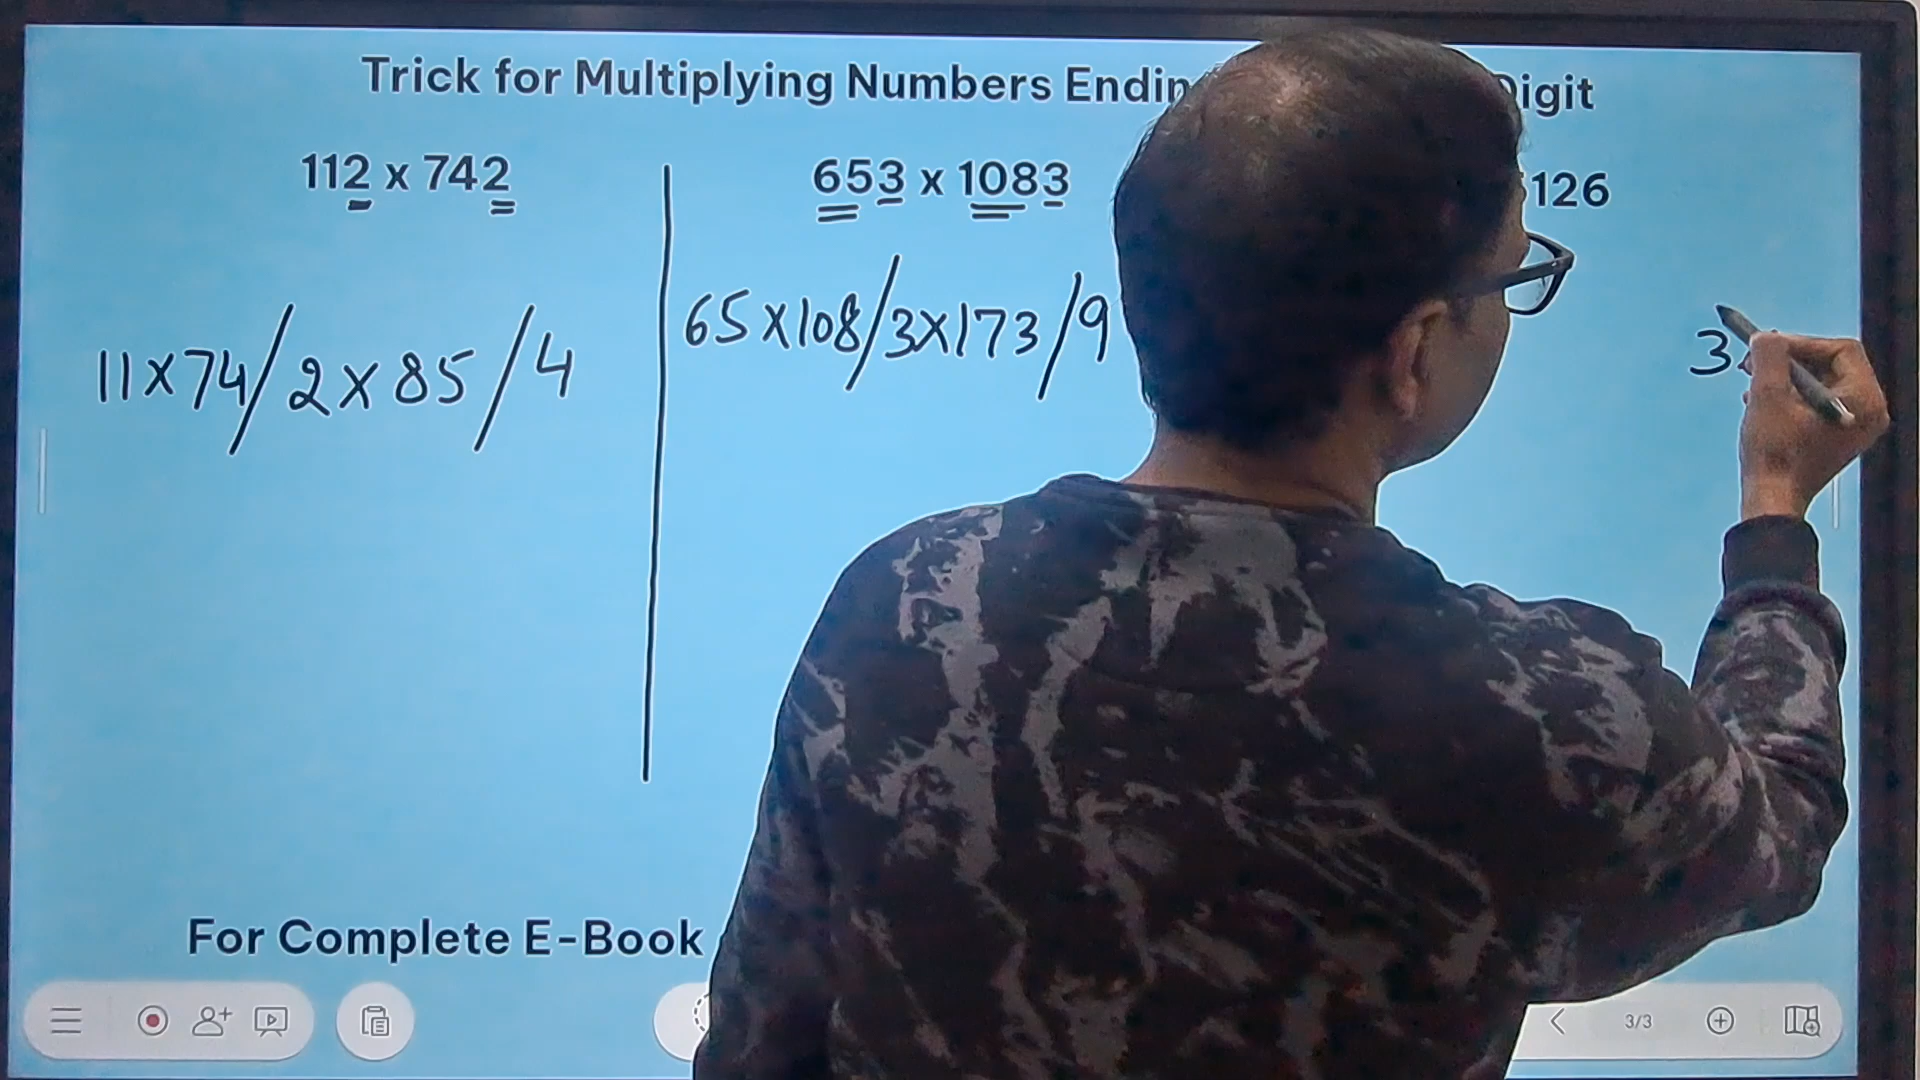 Trick for Multiplying Numbers Endin igit
112 x 742
653 x 1083
126
11x74/2x85/4
65x108/3x173/9
3
For Complete E-Book
3/3